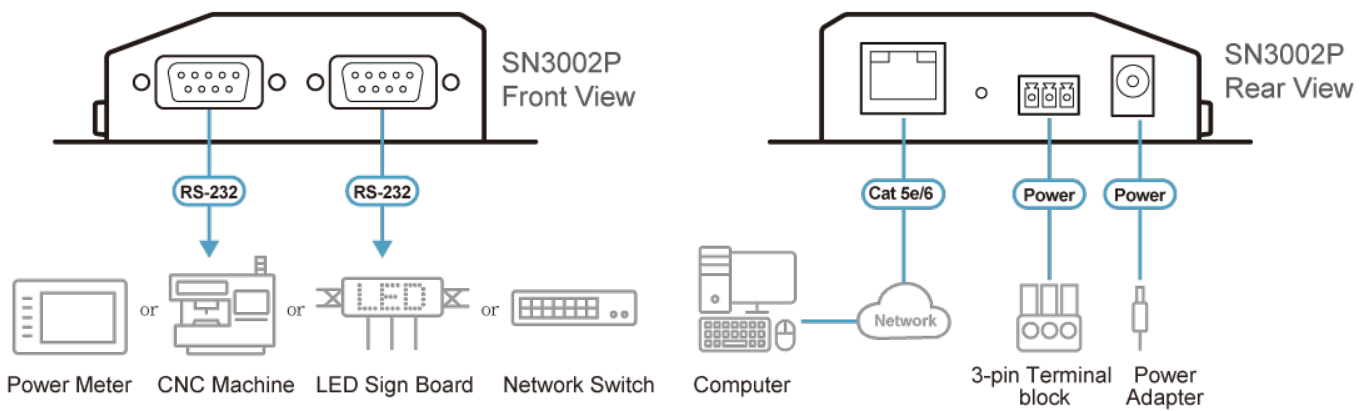 SN3002P
Front View
SN3002P
Rear View
RS-232
RS-232
Cat 5e/6
Power
Power
LED
or
or
or
Network
Power Meter
CNC Machine
LED Sign Board
Network Switch
Computer
3-pin Terminal
block
Power
Adapter